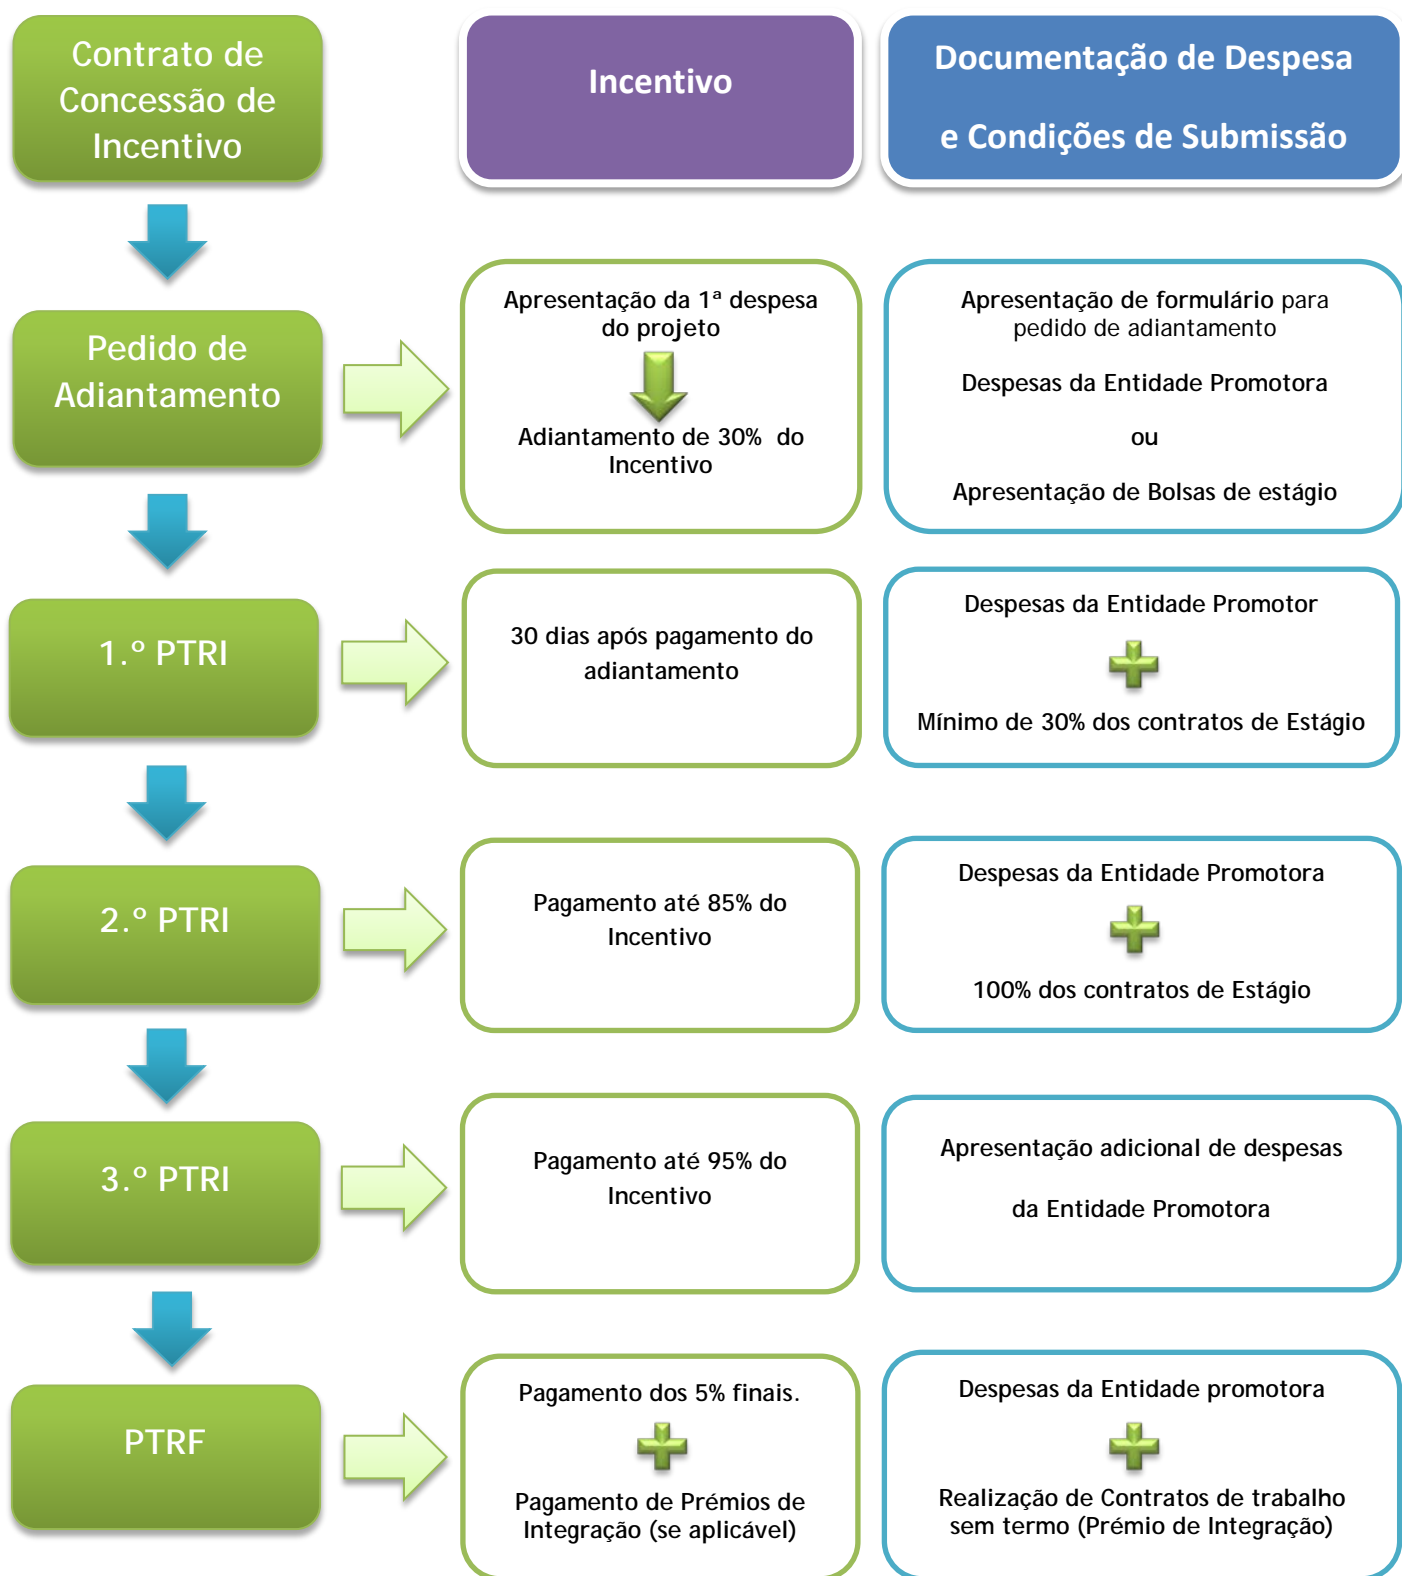 Contrato de
Concessão de
Incentivo
Incentivo
Documentação de Despesa
e Condições de Submissão
Pedido de
Adiantamento
Apresentação da 1ª despesa
do projeto
Adiantamento de 30% do
Incentivo
Apresentação de formulário para
pedido de adiantamento
Despesas da Entidade Promotora
ou
Apresentação de Bolsas de estágio
1.º PTRI
30 dias após pagamento do
adiantamento
Despesas da Entidade Promotor
Mínimo de 30% dos contratos de Estágio
2.º PTRI
Pagamento até 85% do
Incentivo
Despesas da Entidade Promotora
100% dos contratos de Estágio
3.º PTRI
Pagamento até 95% do
Incentivo
Apresentação adicional de despesas
da Entidade Promotora
PTRF
Pagamento dos 5% finais.
Pagamento de Prémios de
Integração (se aplicável)
Despesas da Entidade promotora
Realização de Contratos de trabalho
sem termo (Prémio de Integração)